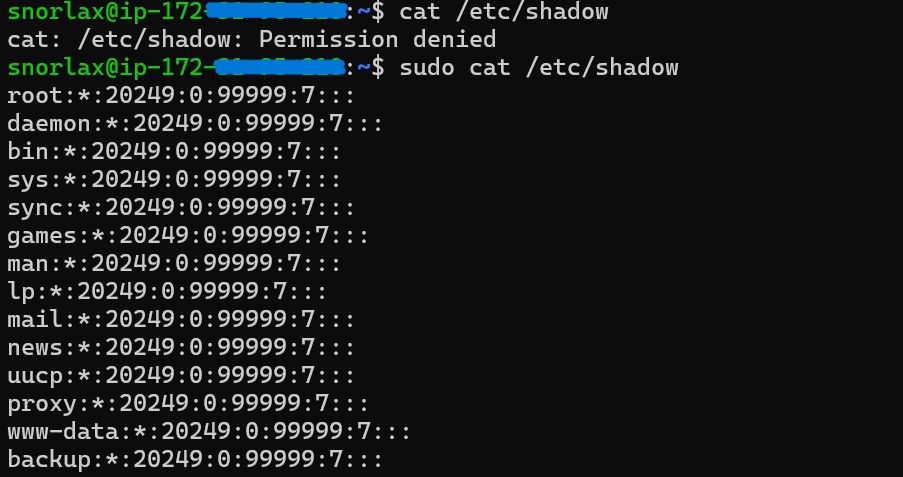 snorlax@ip-172-:~$ cat /etc/shadow
cat: /etc/shadow: Permission denied
snorlax@ip-172-:~$ sudo cat /etc/shadow
root:*:20249:0:99999:7:::
daemon:*:20249:0:99999:7:::
bin:*:20249:0:99999:7:::
sys:*:20249:0:99999:7:::
sync:*:20249:0:99999:7:::
games:*:20249:0:99999:7:::
man:*:20249:0:99999:7:::
lp:*:20249:0:99999:7:::
mail:*:20249:0:99999:7:::
news:*:20249:0:99999:7:::
uucp:*:20249:0:99999:7:::
proxy:*:20249:0:99999:7:::
www-data:*:20249:0:99999:7:::
backup:*:20249:0:99999:7:::